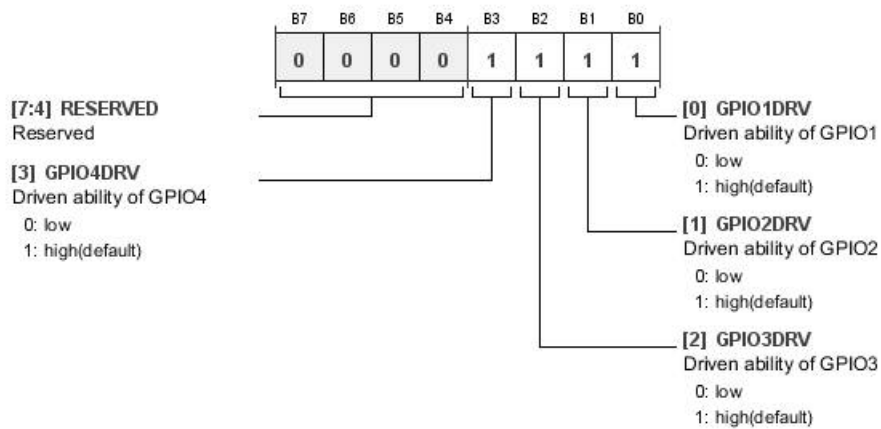 B7 B6 B5 B4 B3 B2 B1 B0
0 0 0 0 1 1 1 1
[7:4] RESERVED
Reserved
[3] GPIO4DRV
Driven ability of GPIO4
0: low
1: high(default)
[0] GPIO1DRV
Driven ability of GPIO1
0: low
1: high(default)
[1] GPIO2DRV
Driven ability of GPIO2
0: low
1: high(default)
[2] GPIO3DRV
Driven ability of GPIO3
0: low
1: high(default)